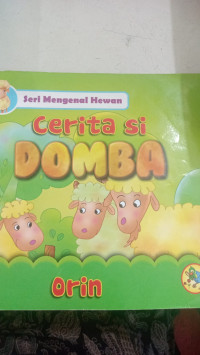 Seri Mengenal Hewan
Cerita si
DOMBA
Orin